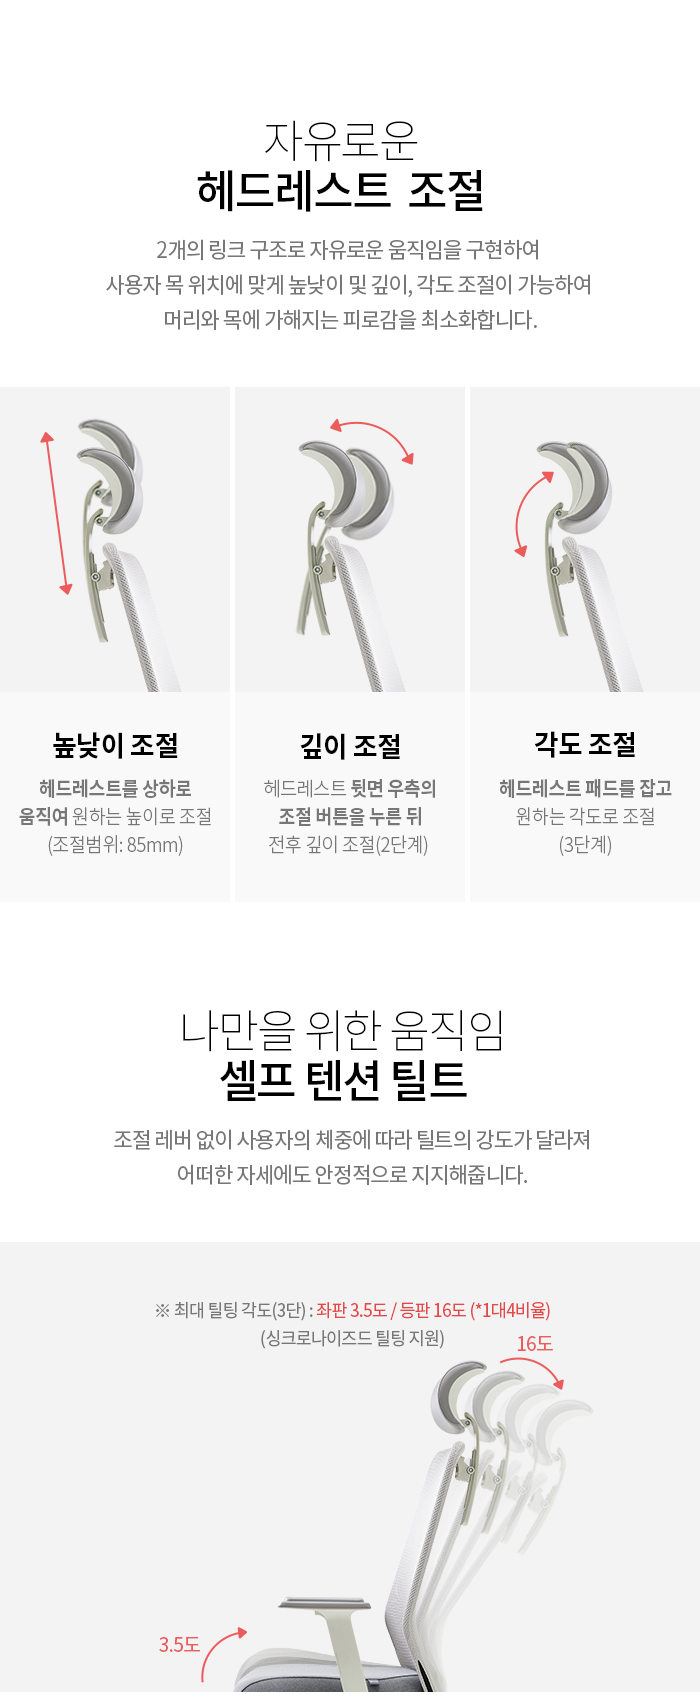 자유로운
헤드레스트 조절
2개의 링크 구조로 자유로운 움직임을 구현하여
사용자 목 위치에 맞게 높낮이 및 깊이, 각도 조절이 가능하여
머리와 목에 가해지는 피로감을 최소화합니다.
높낮이 조절
헤드레스트를 상하로
움직여 원하는 높이로 조절
(조절범위: 85mm)
깊이 조절
헤드레스트 뒷면 우측의
조절 버튼을 누른 뒤
전후 깊이 조절(2단계)
각도 조절
헤드레스트 패드를 잡고
원하는 각도로 조절
(3단계)
나만을 위한 움직임
셀프 텐션 틸트
조절 레버 없이 사용자의 체중에 따라 틸트의 강도가 달라져
어떠한 자세에도 안정적으로 지지해줍니다.
※ 최대 틸팅 각도(3단) : 좌판 3.5도 / 등판 16도 (*1대4비율)
(싱크로나이즈드 틸팅 지원)
16도
3.5도